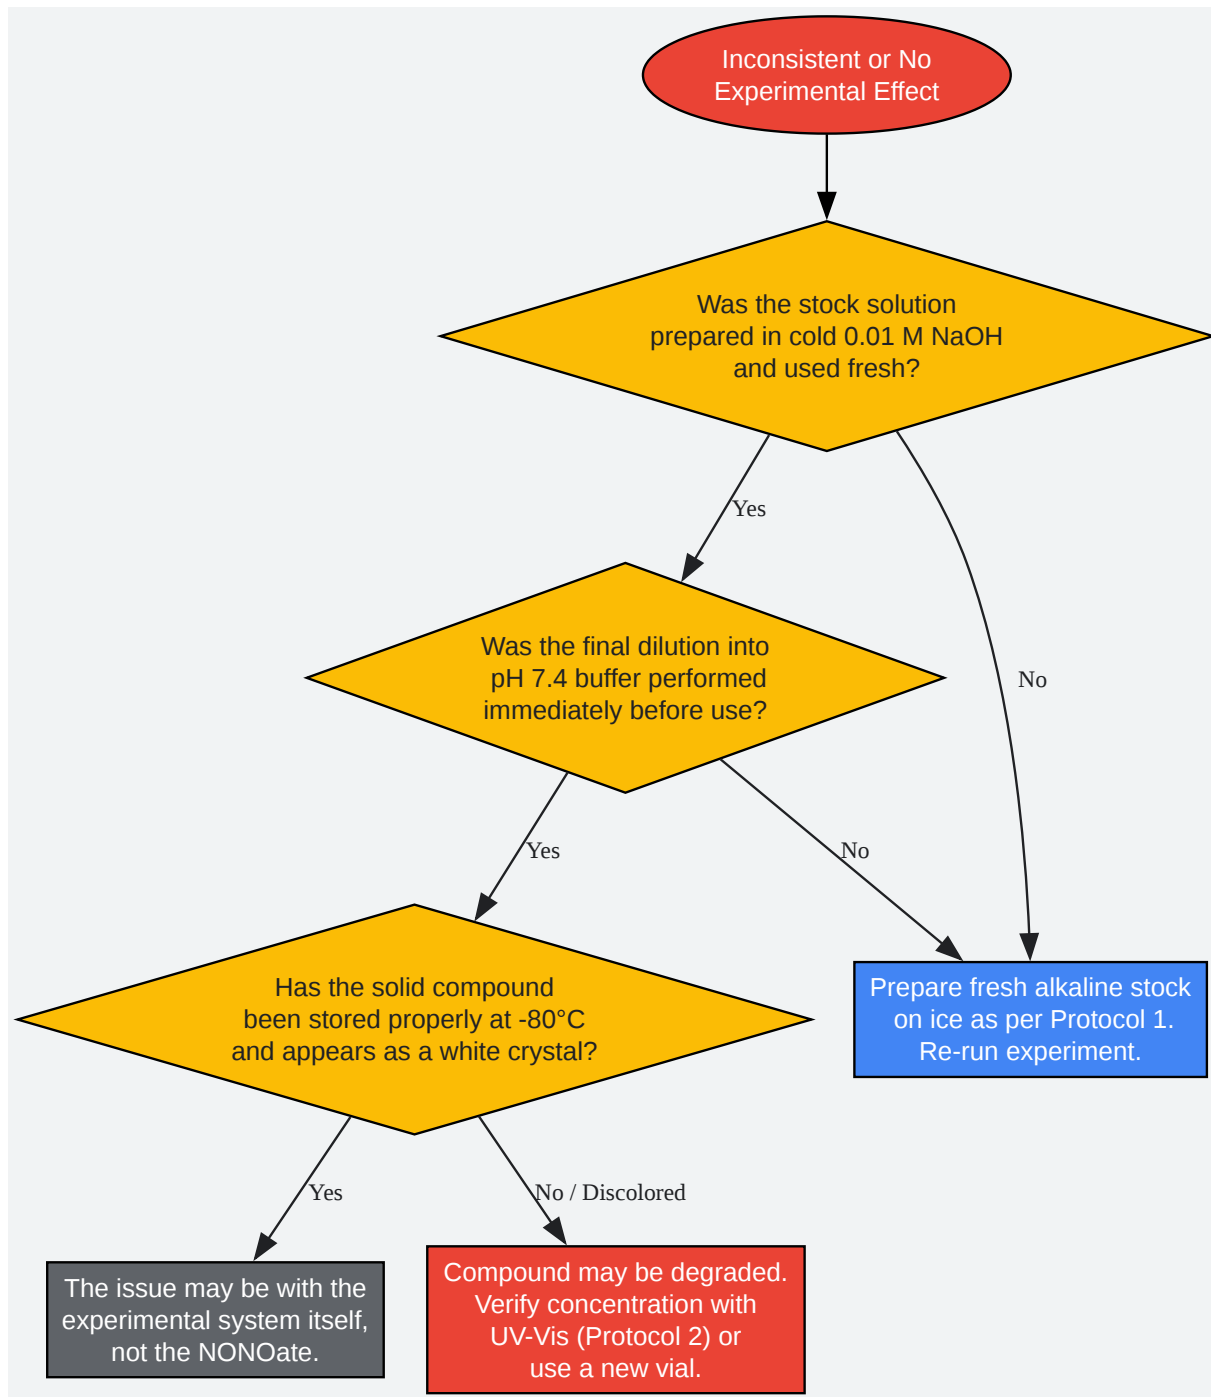 Inconsistent or No
Experimental Effect
Was the stock solution
prepared in cold 0.01 M NaOH
and used fresh?
Yes
No
Was the final dilution into
pH 7.4 buffer performed
immediately before use?
Yes
No
Has the solid compound
been stored properly at -80°C
and appears as a white crystal?
Prepare fresh alkaline stock
on ice as per Protocol 1.
Re-run experiment.
Yes
No / Discolored
The issue may be with the
experimental system itself,
not the NONOate.
Compound may be degraded.
Verify concentration with
UV-Vis (Protocol 2) or
use a new vial.